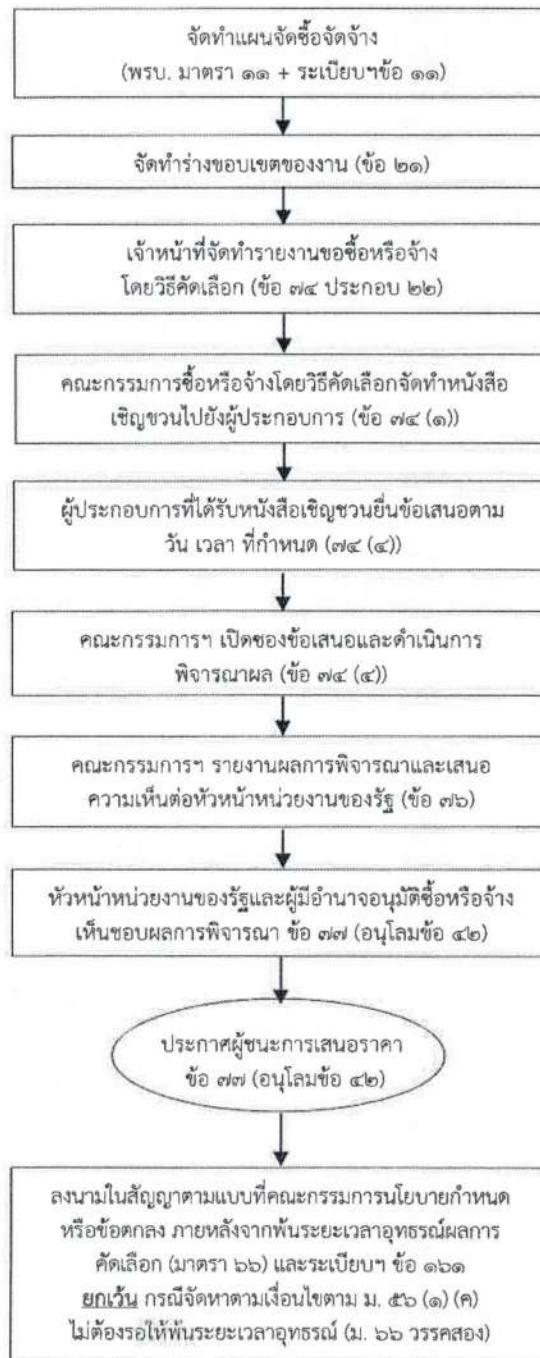 จัดทำแผนจัดซื้อจัดจ้าง
(พรบ. มาตรา ๑๑ + ระเบียบฯข้อ ๑๑)
จัดทำร่างขอบเขตของงาน (ข้อ ๒๑)
เจ้าหน้าที่จัดทำรายงานขอซื้อหรือจ้าง
โดยวิธีคัดเลือก (ข้อ ๗๔ ประกอบ ๒๒)
คณะกรรมการซื้อหรือจ้างโดยวิธีคัดเลือกจัดทำหนังสือ
เชิญชวนไปยังผู้ประกอบการ (ข้อ ๗๔ (๑))
ผู้ประกอบการที่ได้รับหนังสือเชิญชวนยื่นข้อเสนอตาม
วัน เวลา ที่กำหนด (๗๔ (๔))
คณะกรรมการฯ เปิดซองข้อเสนอและดำเนินการ
พิจารณาผล (ข้อ ๗๔ (๔))
คณะกรรมการฯ รายงานผลการพิจารณาและเสนอ
ความเห็นต่อหัวหน้าหน่วยงานของรัฐ (ข้อ ๗๖)
หัวหน้าหน่วยงานของรัฐและผู้มีอำนาจอนุมัติซื้อหรือจ้าง
เห็นชอบผลการพิจารณา ข้อ ๗๗ (อนุโลมข้อ ๔๒)
ประกาศผู้ชนะการเสนอราคา
ข้อ ๗๗ (อนุโลมข้อ ๔๒)
ลงนามในสัญญาตามแบบที่คณะกรรมการนโยบายกำหนด
หรือข้อตกลง ภายหลังจากพ้นระยะเวลาอุทธรณ์ผลการ
คัดเลือก (มาตรา ๖๖) และระเบียบฯ ข้อ ๑๖๑
ยกเว้น กรณีจัดหาตามเงื่อนไขตาม ม. ๕๖ (๑) (ค)
ไม่ต้องรอให้พ้นระยะเวลาอุทธรณ์ (ม. ๖๖ วรรคสอง)